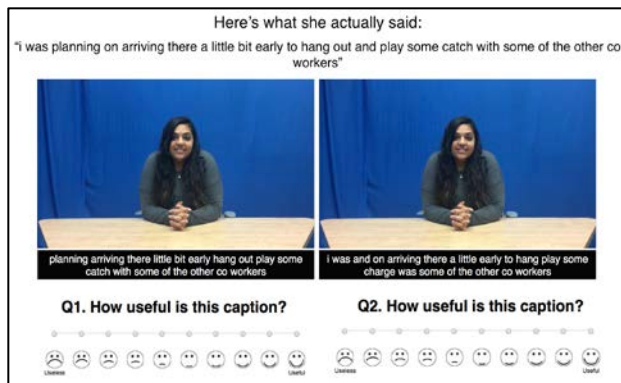 Here's what she actually said:
"i was planning on arriving there a little bit early to hang out and play some catch with some of the other co
workers"
planning arriving there little bit early hang out play some
catch with some of the other co workers
i was and on arriving there a little early to hang play some
charge was some of the other co workers
Q1. How useful is this caption?
Q2. How useful is this caption?
Useless
Useful
Useless
Useful